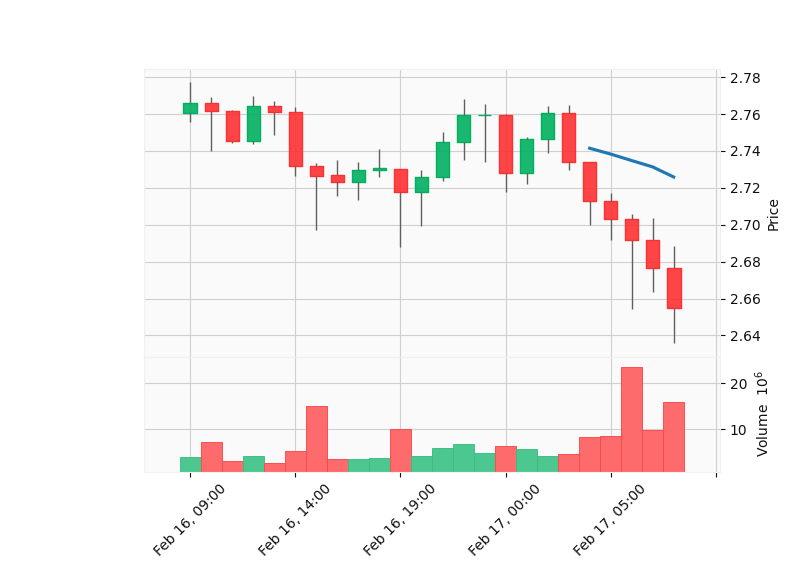 2.78
2.76
2.74
2.72
2.70
2.68
2.66
2.64
Price
20
10
Volume 10^6
Feb 16, 09:00
Feb 16, 14:00
Feb 16, 19:00
Feb 17, 00:00
Feb 17, 05:00